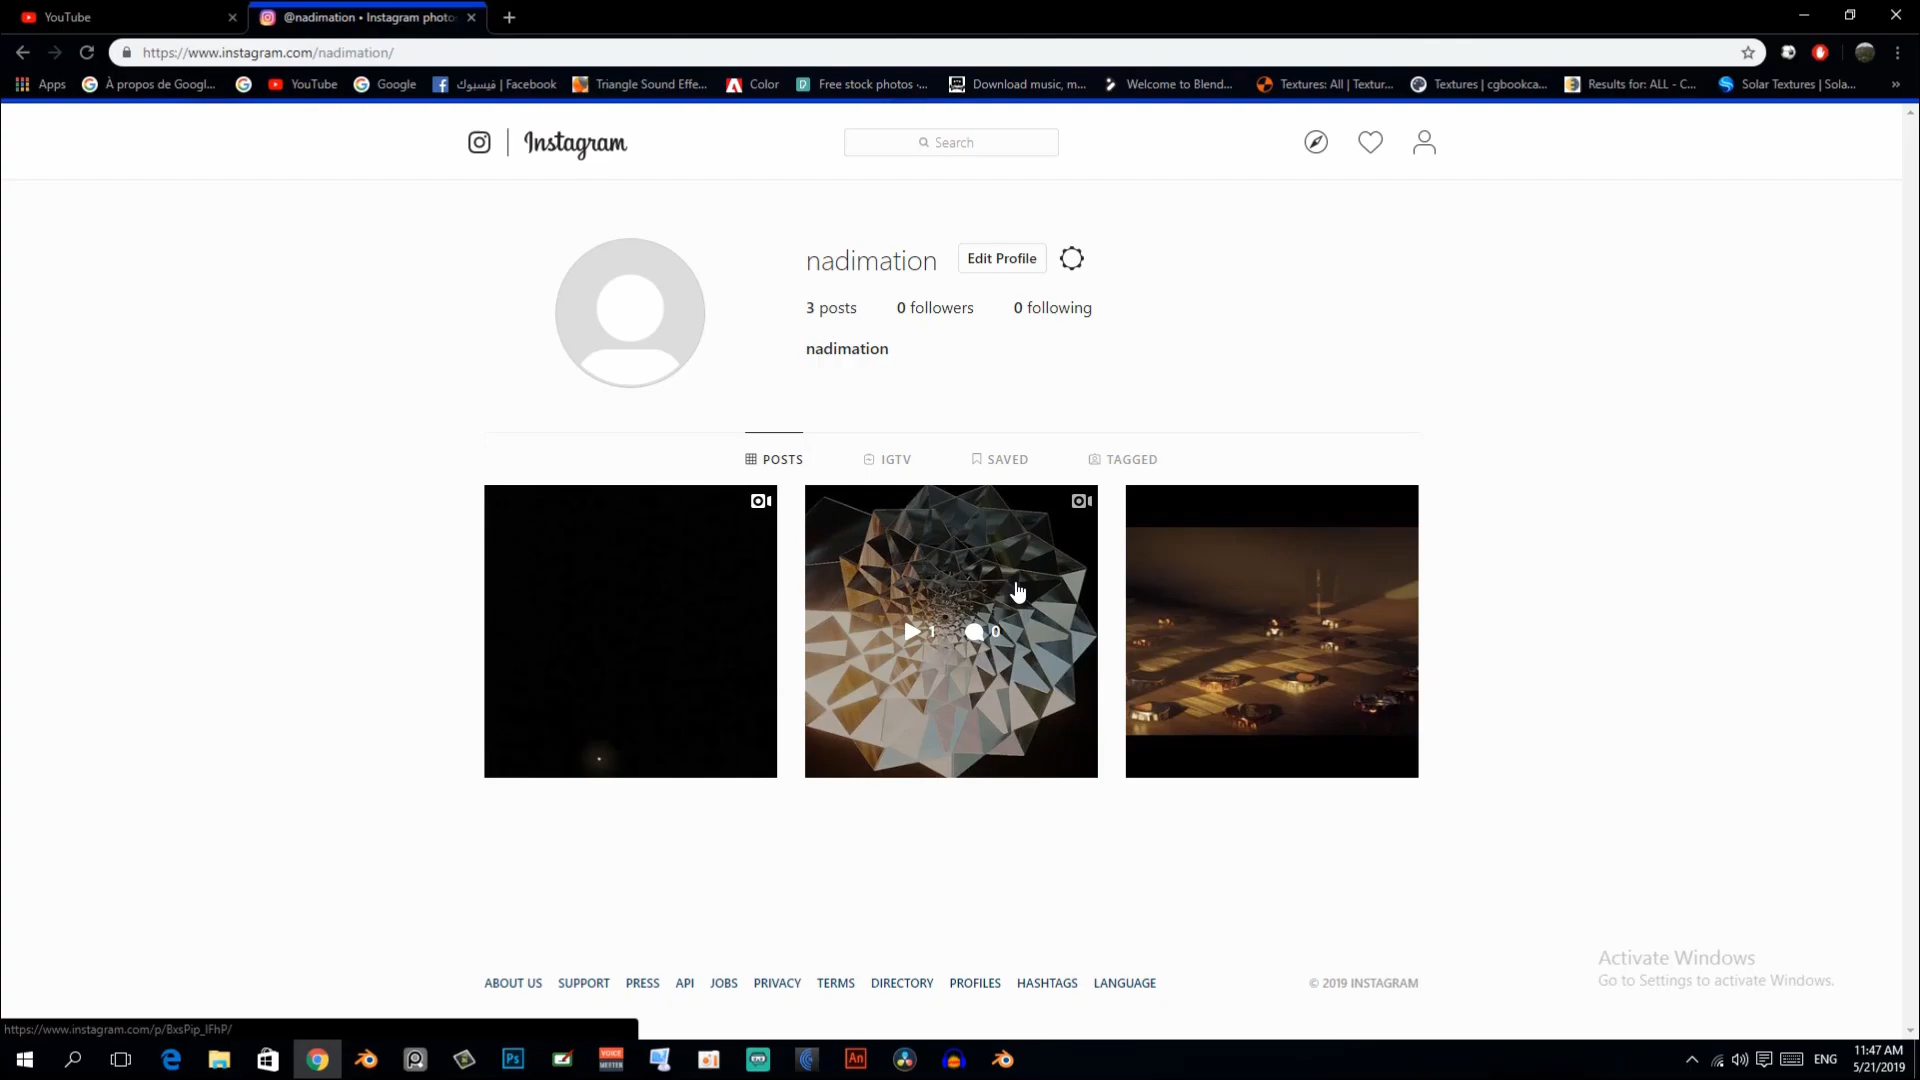 YouTube
@nadimation • Instagram photo
https://www.instagram.com/nadimation/
Apps
À propos de Googl...
YouTube
Google
فيسبوك | Facebook
Triangle Sound Effe...
Color
Free stock photos ·...
Download music, m...
Welcome to Blend...
Textures: All | Textur...
Textures | cgbookca...
Results for: ALL - C...
Solar Textures | Sola...
»
Instagram
Search
nadimation
Edit Profile
3 posts
0 followers
0 following
nadimation
POSTS
IGTV
SAVED
TAGGED
1
0
ABOUT US
SUPPORT
PRESS
API
JOBS
PRIVACY
TERMS
DIRECTORY
PROFILES
HASHTAGS
LANGUAGE
© 2019 INSTAGRAM
Activate Windows
Go to Settings to activate Windows.
https://www.instagram.com/p/BxsPip_lFhP/
Ps
VOICE
MEETER
An
ENG
11:47 AM
5/21/2019